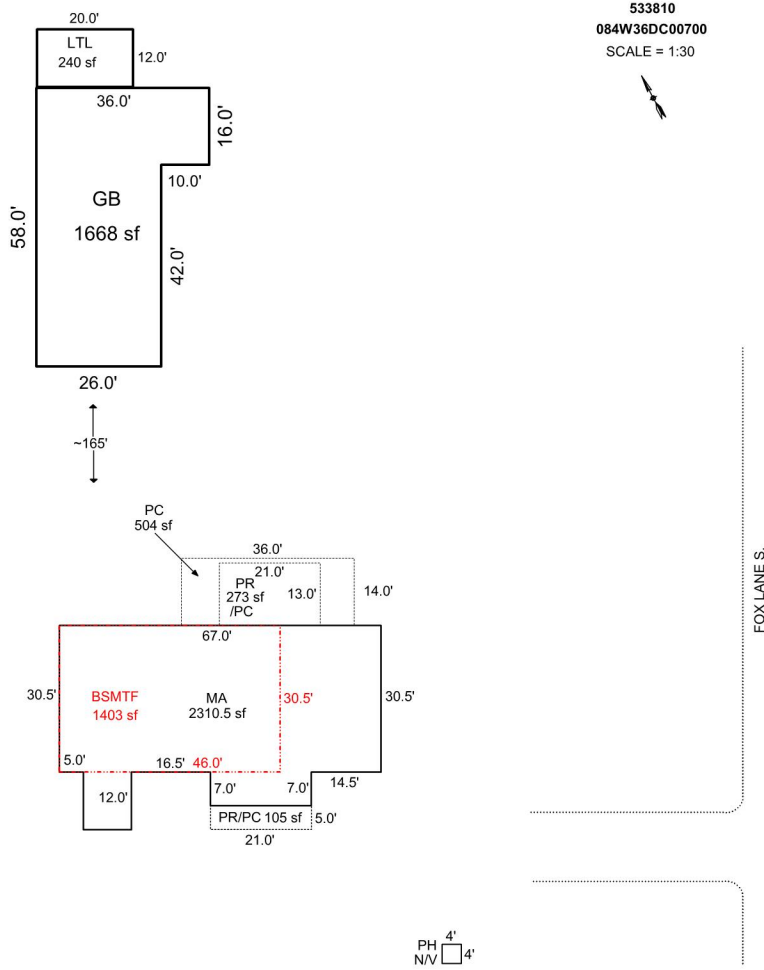 533810
084W36DC00700
SCALE = 1:30
20.0'
LTL
240 sf
12.0'
36.0'
16.0'
10.0'
GB
1668 sf
58.0'
42.0'
26.0'
~165'
PC
504 sf
36.0'
21.0'
PR
273 sf
/PC
13.0'
14.0'
67.0'
30.5'
BSMTF
1403 sf
MA
2310.5 sf
30.5'
30.5'
5.0'
16.5'
46.0'
12.0'
7.0'
7.0'
14.5'
PR/PC 105 sf
5.0'
21.0'
FOX LANE S.
PH
N/V
4'
4'